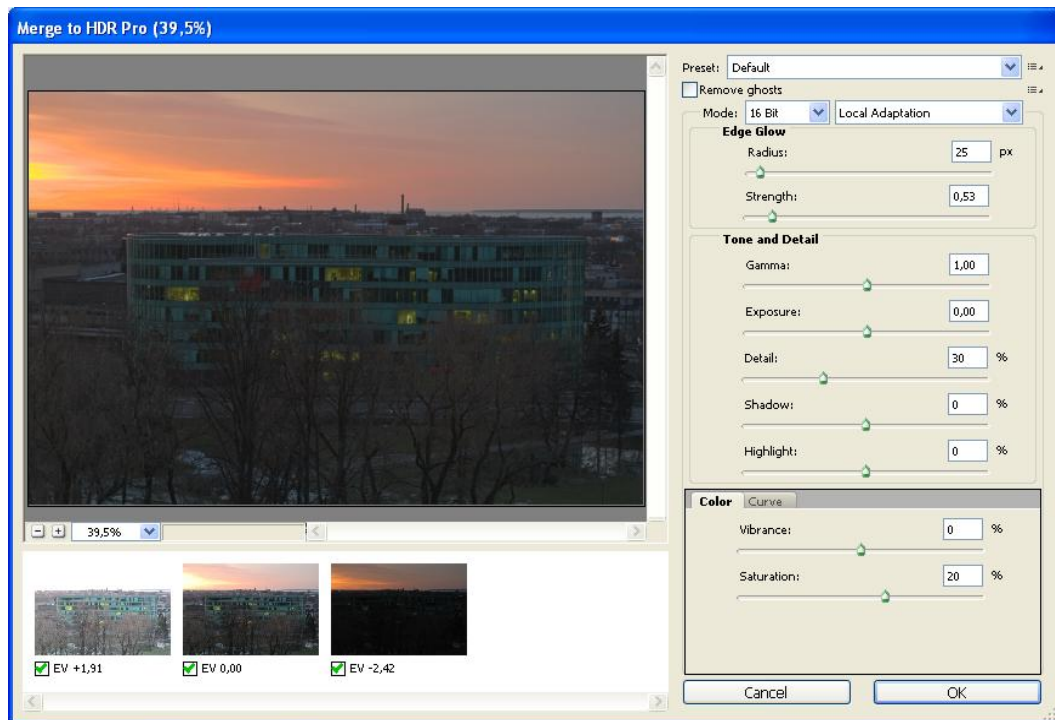 Merge to HDR Pro (39,5%)
Preset: Default
Remove ghosts
Mode: 16 Bit Local Adaptation
Edge Glow
Radius: 25 px
Strength: 0,53
Tone and Detail
Gamma: 1,00
Exposure: 0,00
Detail: 30 %
Shadow: 0 %
Highlight: 0 %
Color Curve
Vibrance: 0 %
Saturation: 20 %
39,5%
EV +1,91 EV 0,00 EV -2,42
Cancel OK